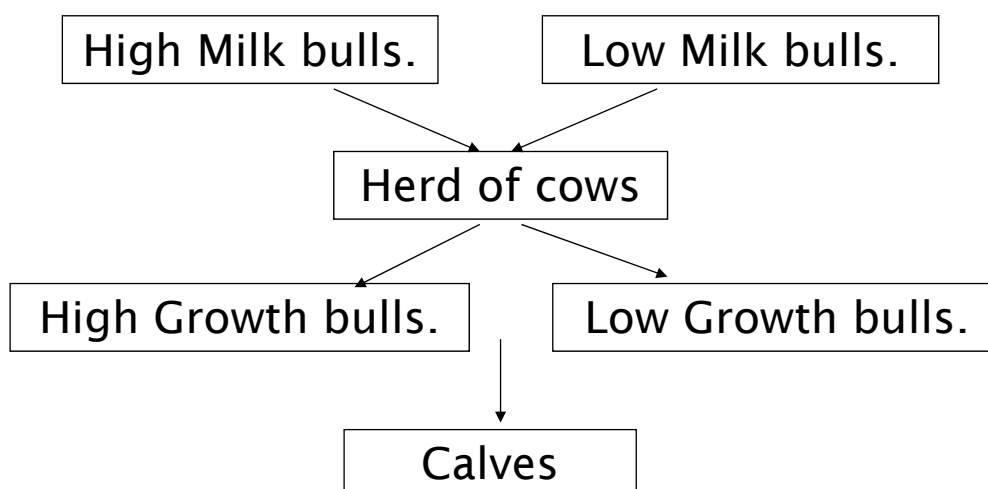 High Milk bulls.
Low Milk bulls.
Herd of cows
High Growth bulls.
Low Growth bulls.
Calves